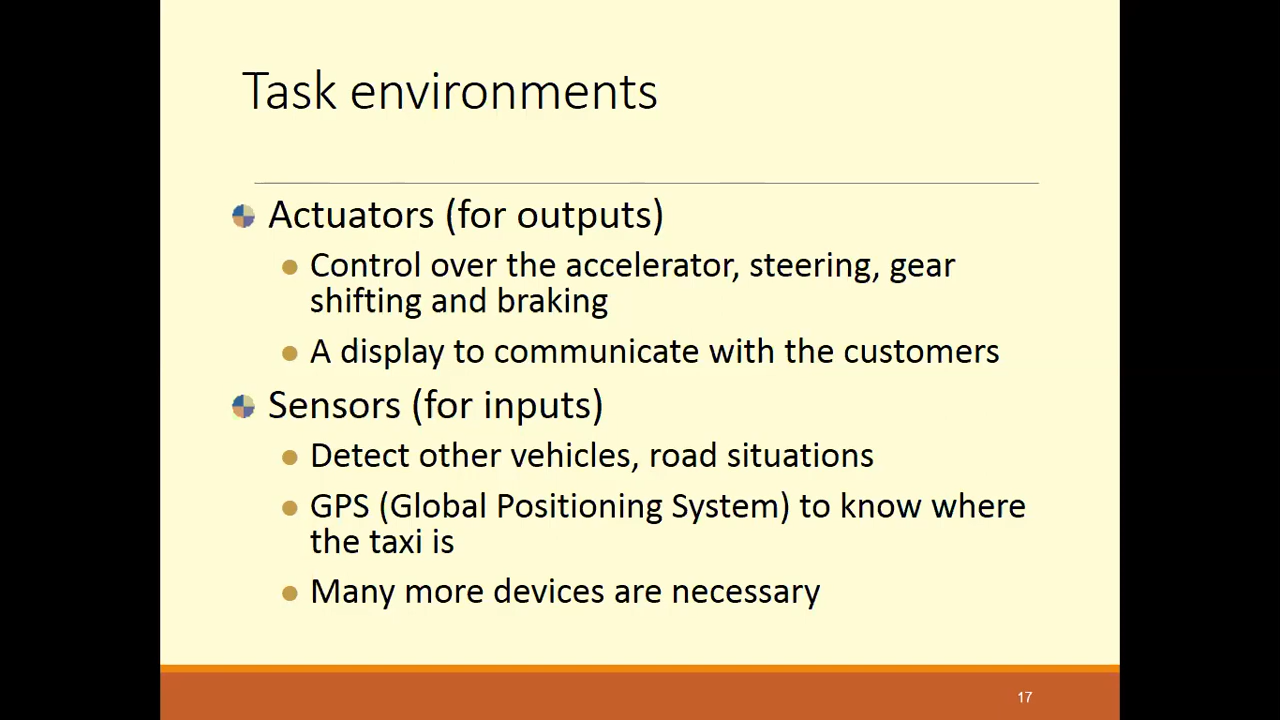 Task environments
Actuators (for outputs)
Control over the accelerator, steering, gear
shifting and braking
A display to communicate with the customers
Sensors (for inputs)
Detect other vehicles, road situations
GPS (Global Positioning System) to know where
the taxi is
Many more devices are necessary
17